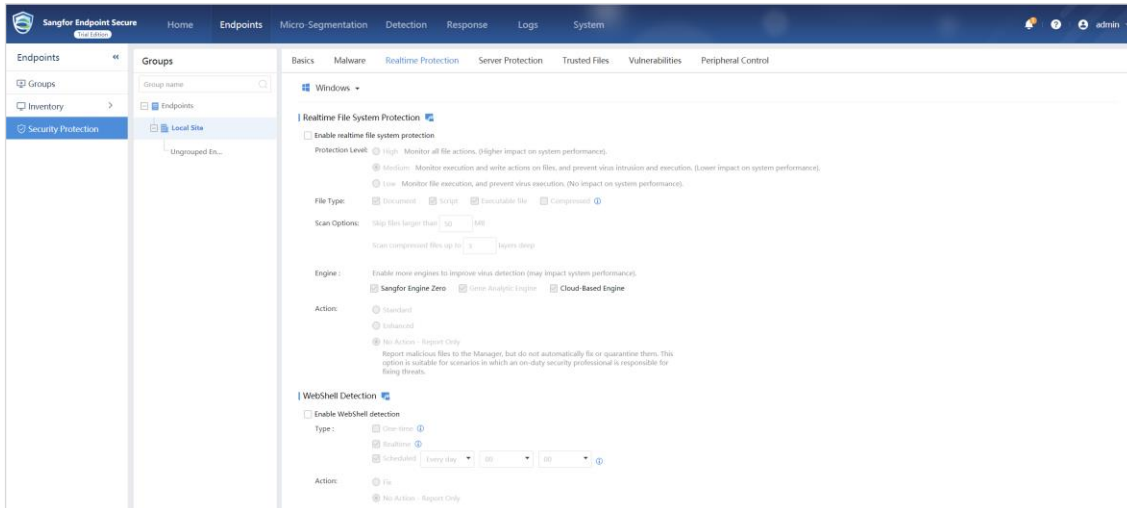 Sangfor Endpoint Secure Home Endpoints Micro-Segmentation Detection Response Logs System admin
Trial Edition
Endpoints
Groups
Inventory
Security Protection
Groups
Group name
Endpoints
Local Site
Ungrouped En...
Basics Malware Realtime Protection Server Protection Trusted Files Vulnerabilities Peripheral Control
Windows
Realtime File System Protection
Enable realtime file system protection
Protection Level: High Monitor all file actions. (Higher impact on system performance).
Medium Monitor execution and write actions on files, and prevent virus intrusion and execution. (Lower impact on system performance).
Low Monitor file execution, and prevent virus execution. (No impact on system performance).
File Type: Document Script Executable file Compressed
Scan Options: Skip files larger than 50 MB
Scan compressed files up to layers deep
Engine : Enable more engines to improve virus detection (may impact system performance).
Sangfor Engine Zero Gene Analytic Engine Cloud-Based Engine
Action: Standard
Enhanced
No Action - Report Only
Report malicious files to the Manager, but do not automatically fix or quarantine them. This
option is suitable for scenarios in which an on-duty security professional is responsible for
fixing threats.
WebShell Detection
Enable WebShell detection
Type : One-time
Realtime
Scheduled Every day 00 00
Action: Fix
No Action - Report Only